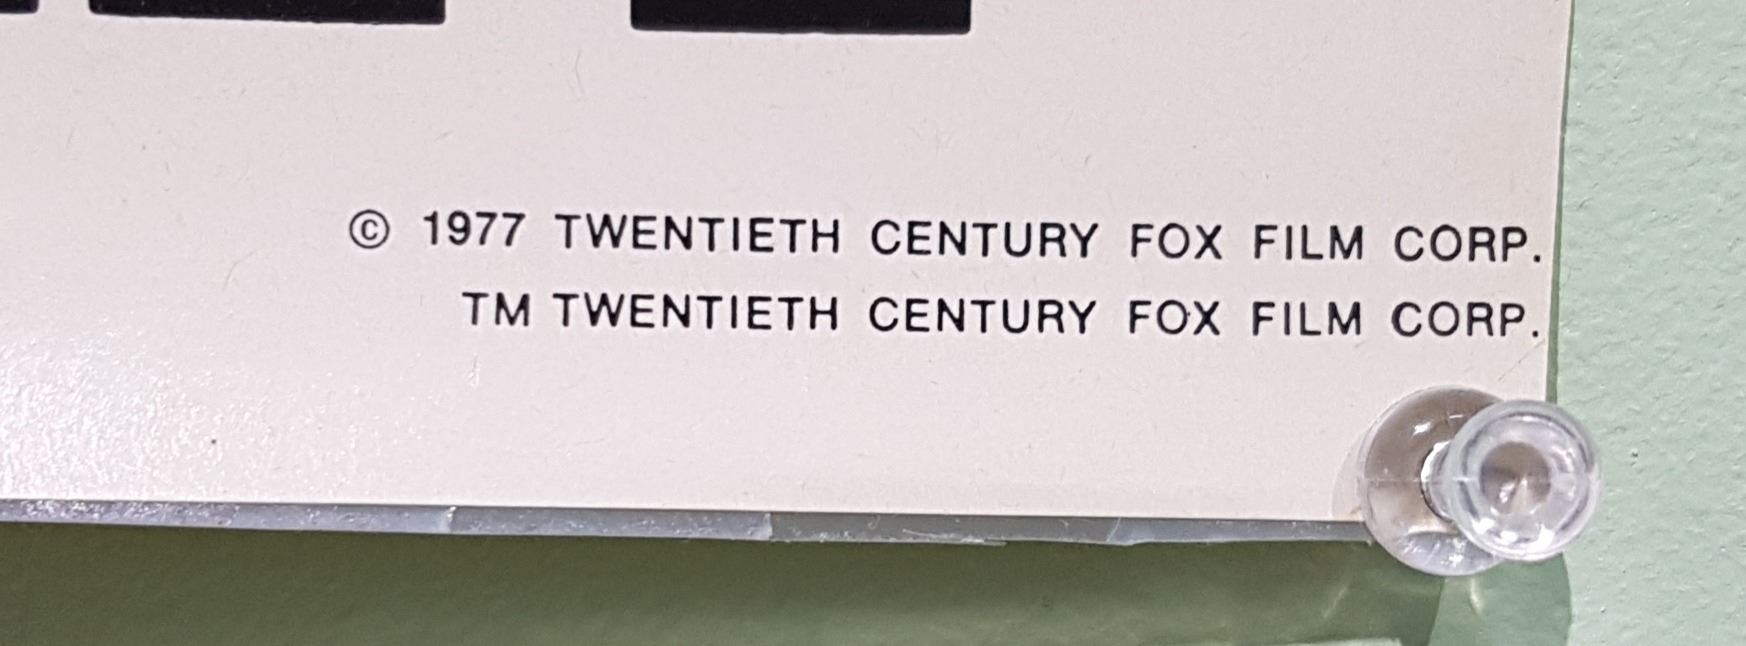 © 1977 TWENTIETH CENTURY FOX FILM CORP.
TM TWENTIETH CENTURY FOX FILM CORP.